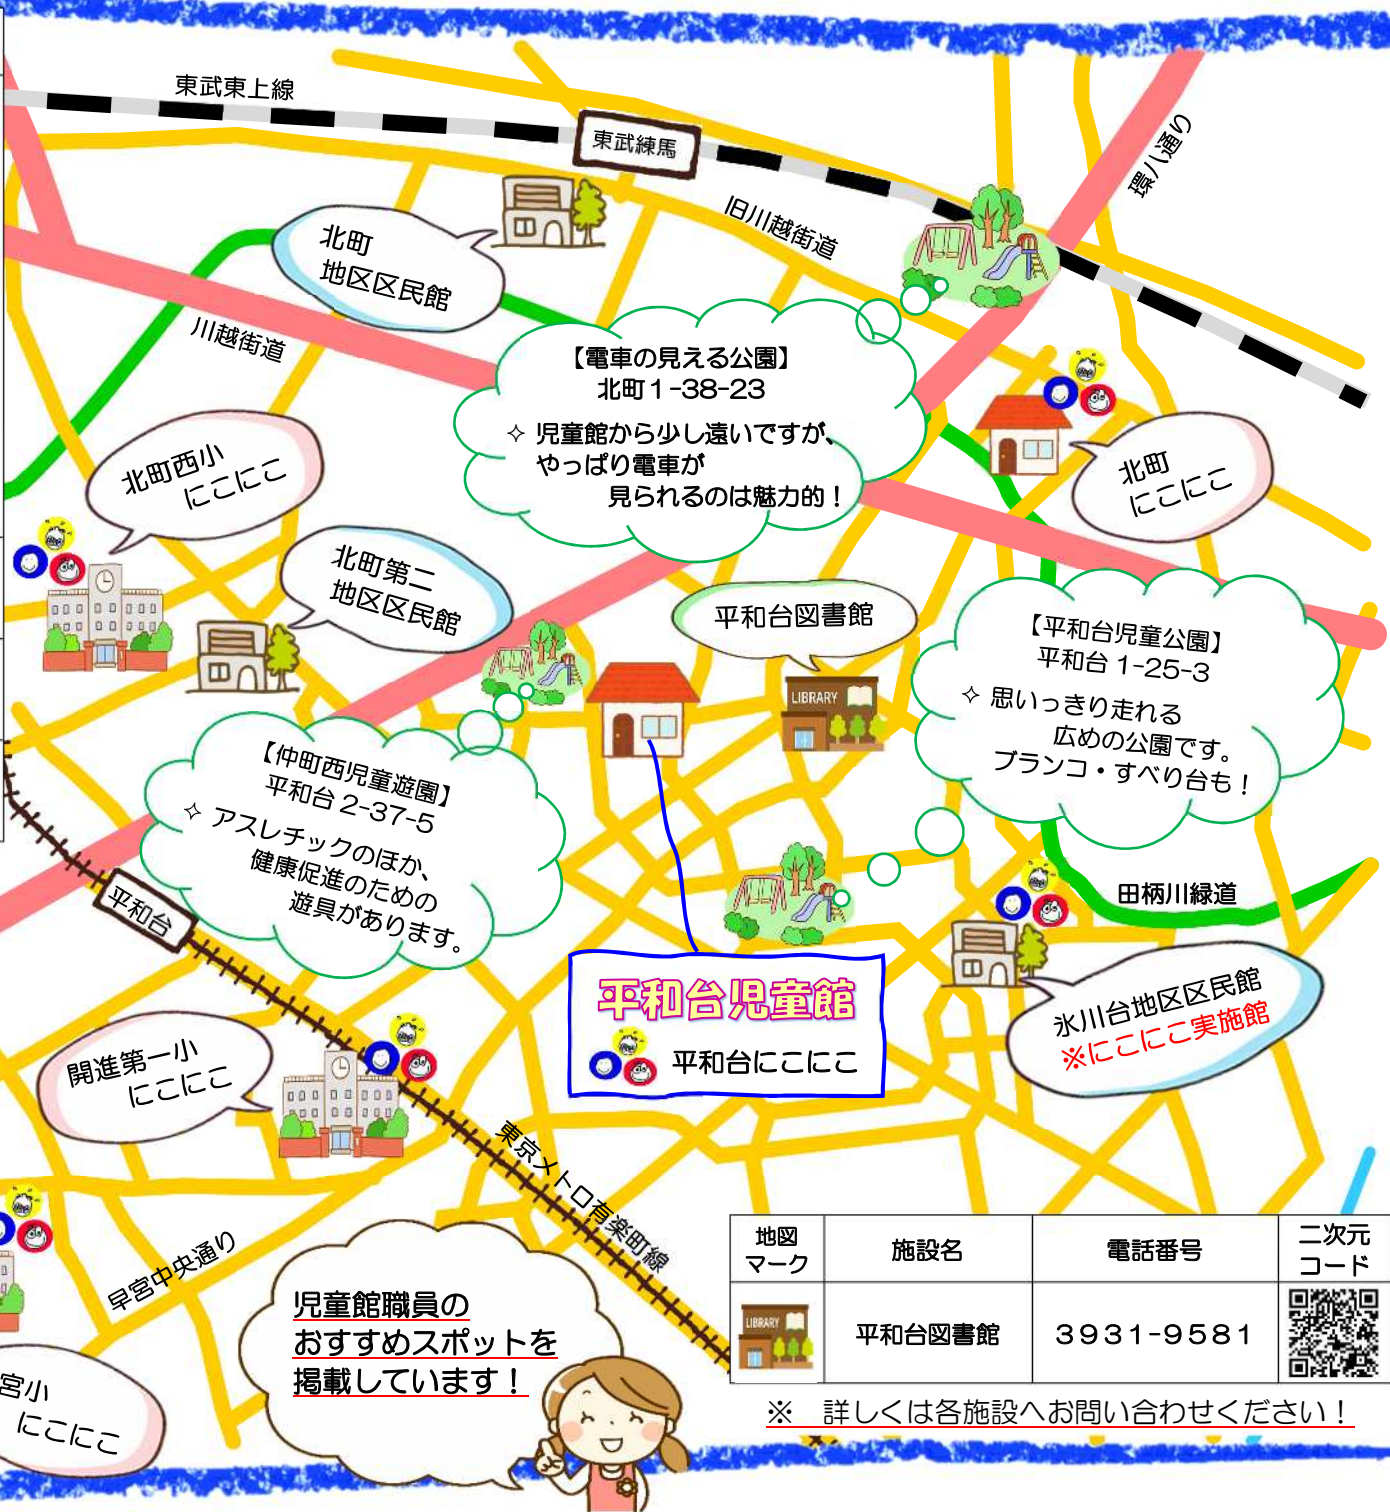 東武東上線
東武練馬
環八通り
旧川越街道
北町
地区区民館
川越街道
【電車の見える公園】
北町1-38-23
✧ 児童館から少し遠いですが、
やっぱり電車が
見られるのは魅力的！
北町西小
にこにこ
北町
にこにこ
北町第二
地区区民館
平和台図書館
LIBRARY
【平和台児童公園】
平和台 1-25-3
✧ 思いっきり走れる
広めの公園です。
ブランコ・すべり台も！
【仲町西児童遊園】
平和台 2-37-5
✧ アスレチックのほか、
健康促進のための
遊具があります。
平和台
田柄川緑道
平和台児童館
平和台にこにこ
氷川台地区区民館
※にこにこ実施館
開進第一小
にこにこ
東京メトロ有楽町線
早宮中央通り
宮小
にこにこ
児童館職員の
おすすめスポットを
掲載しています！
地図
マーク
施設名
電話番号
二次元
コード
LIBRARY
平和台図書館
3931-9581
※　詳しくは各施設へお問い合わせください！